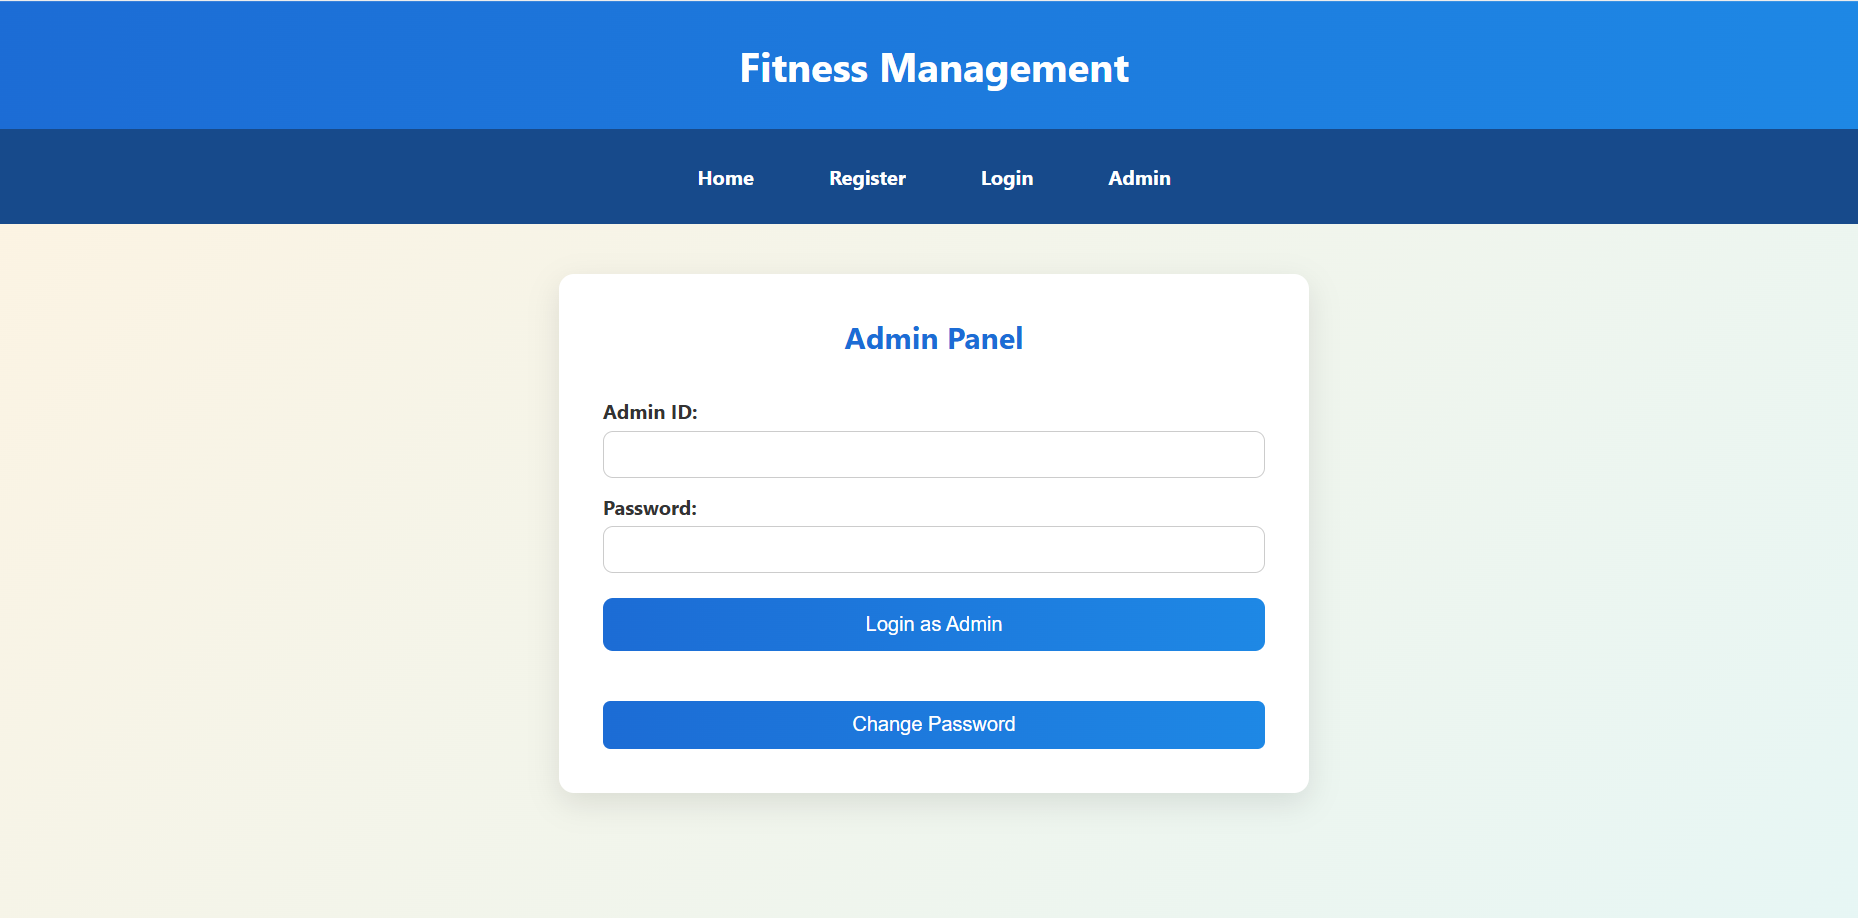 Fitness Management
Home Register Login Admin
Admin Panel
Admin ID:
Password:
Login as Admin
Change Password